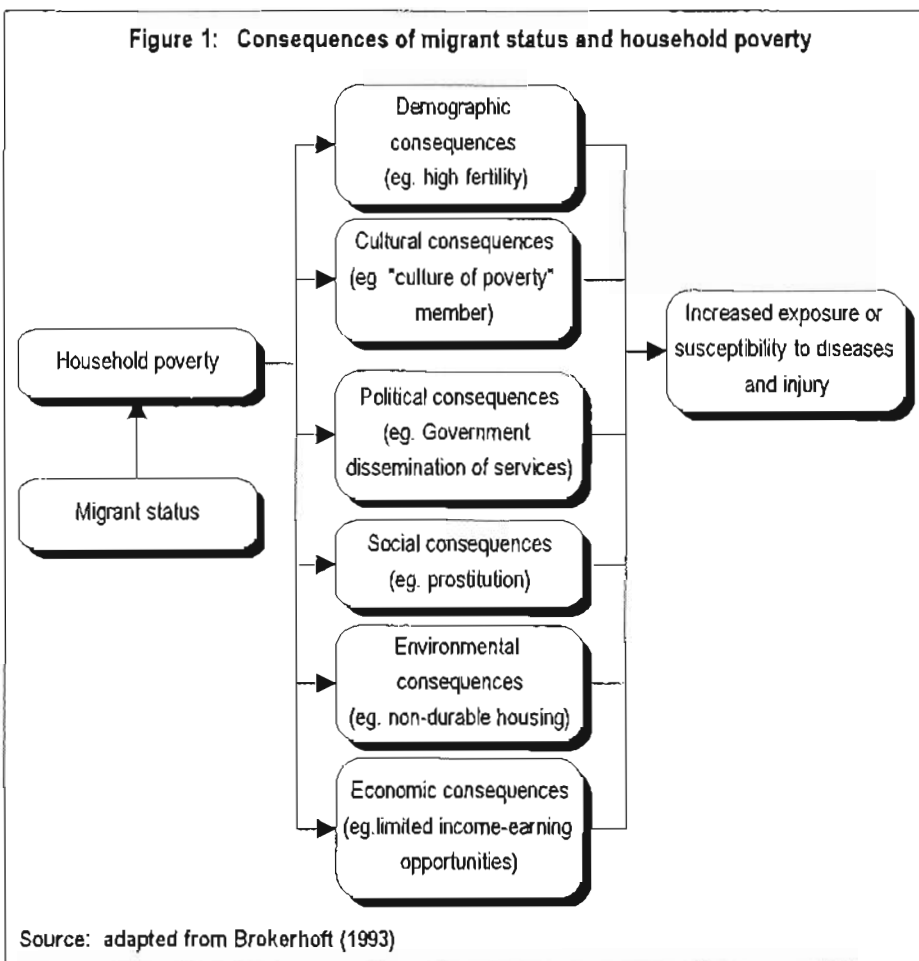 Figure 1: Consequences of migrant status and household poverty
Demographic
consequences
(eg. high fertility)
Cultural consequences
(eg "culture of poverty"
member)
Household poverty
Increased exposure or
susceptibility to diseases
and injury
Political consequences
(eg. Government
dissemination of services)
Migrant status
Social consequences
(eg. prostitution)
Environmental
consequences
(eg. non-durable housing)
Economic consequences
(eg.limited income-earning
opportunities)
Source: adapted from Brokerhoft (1993)